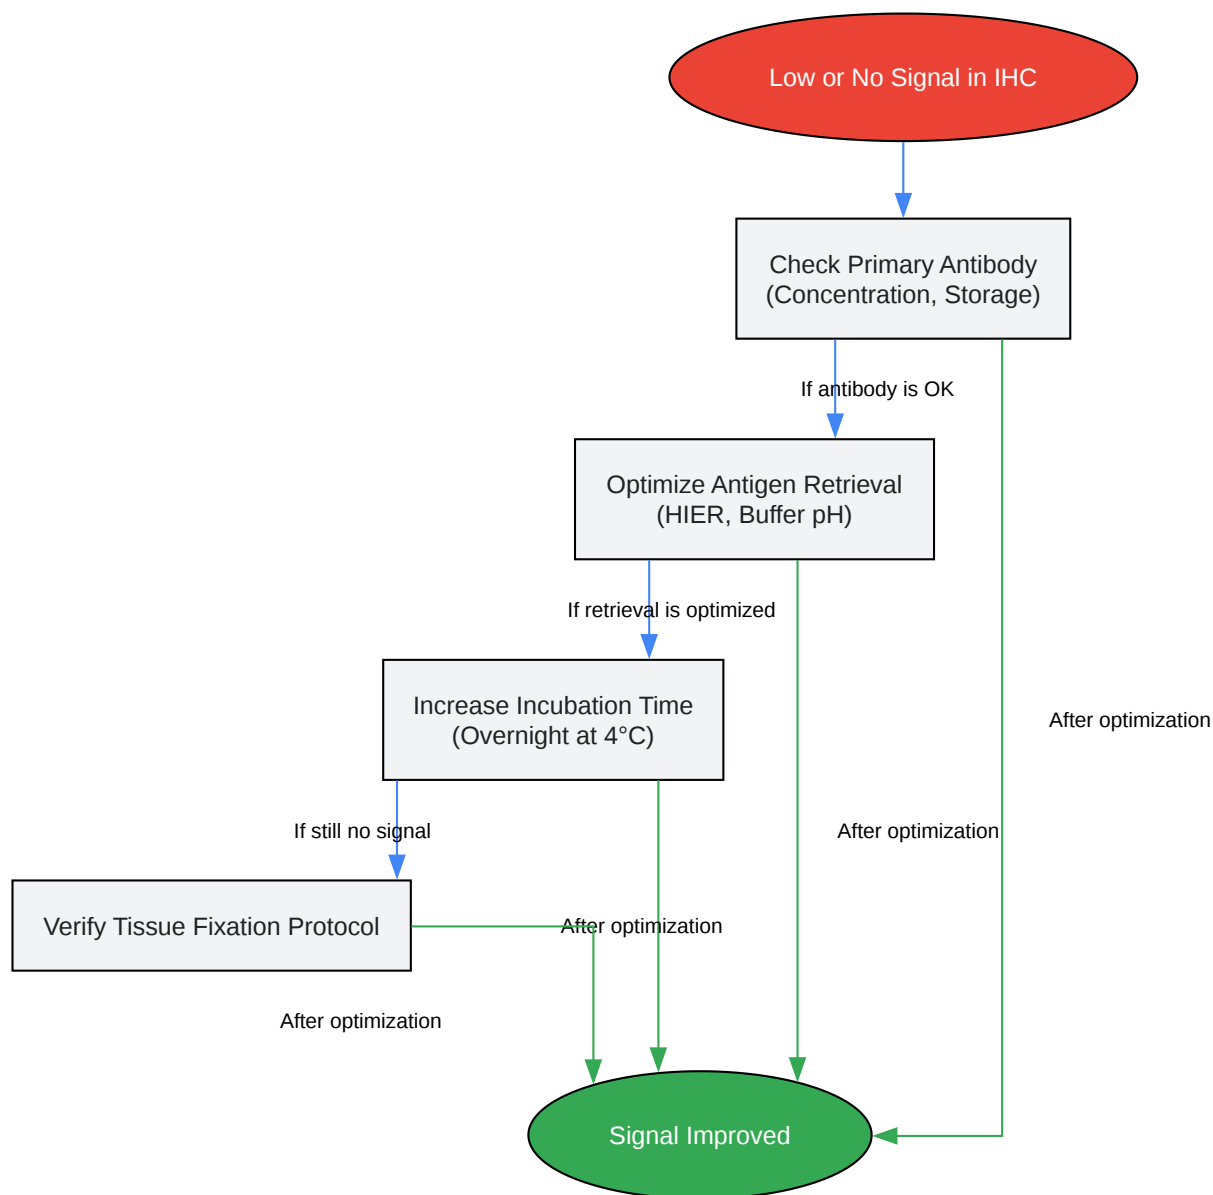 Low or No Signal in IHC
Check Primary Antibody
(Concentration, Storage)
If antibody is OK
Optimize Antigen Retrieval
(HIER, Buffer pH)
If retrieval is optimized
Increase Incubation Time
(Overnight at 4°C)
After optimization
If still no signal
After optimization
Verify Tissue Fixation Protocol
After optimization
After optimization
Signal Improved